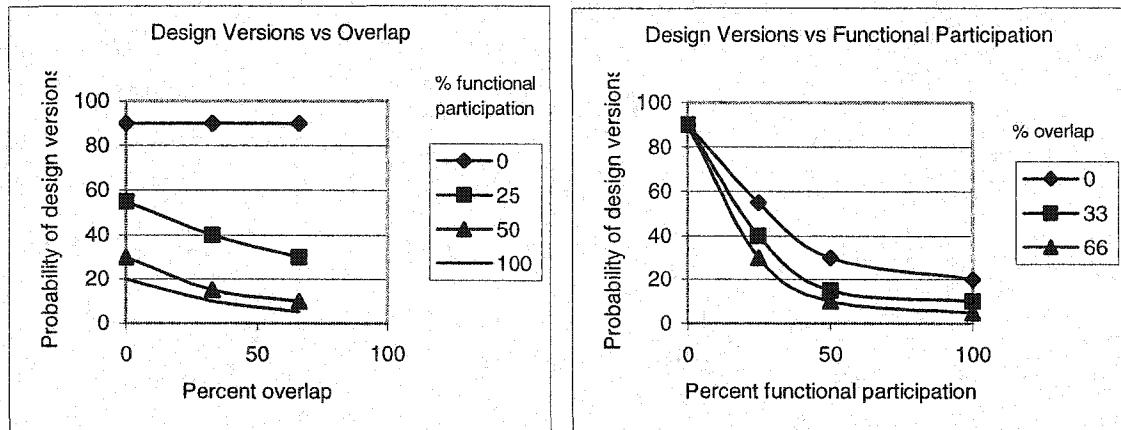 Design Versions vs Overlap
Probability of design versions
100
80
60
40
20
0
0
50
100
Percent overlap
% functional
participation
0
25
50
100
Design Versions vs Functional Participation
Probability of design versions
100
80
60
40
20
0
0
50
100
Percent functional participation
% overlap
0
33
66